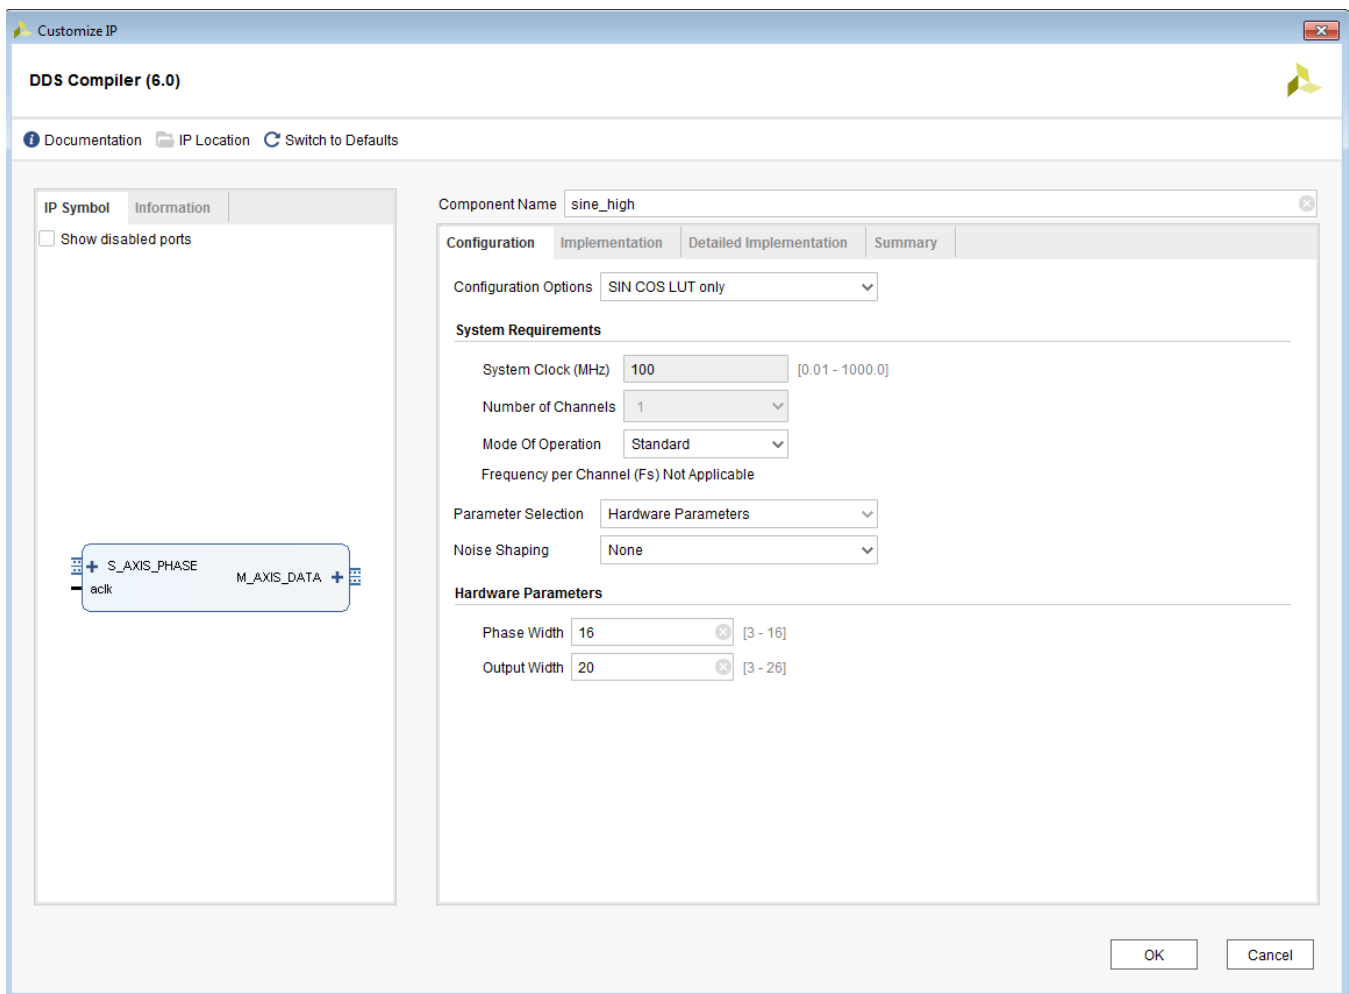 Customize IP
DDS Compiler (6.0)
Documentation IP Location Switch to Defaults
IP Symbol Information
Show disabled ports
S_AXIS_PHASE
aclk
M_AXIS_DATA
Component Name sine_high
Configuration Implementation Detailed Implementation Summary
Configuration Options SIN COS LUT only
System Requirements
System Clock (MHz) 100 [0.01 - 1000.0]
Number of Channels 1
Mode Of Operation Standard
Frequency per Channel (Fs) Not Applicable
Parameter Selection Hardware Parameters
Noise Shaping None
Hardware Parameters
Phase Width 16 [3 - 16]
Output Width 20 [3 - 26]
OK Cancel